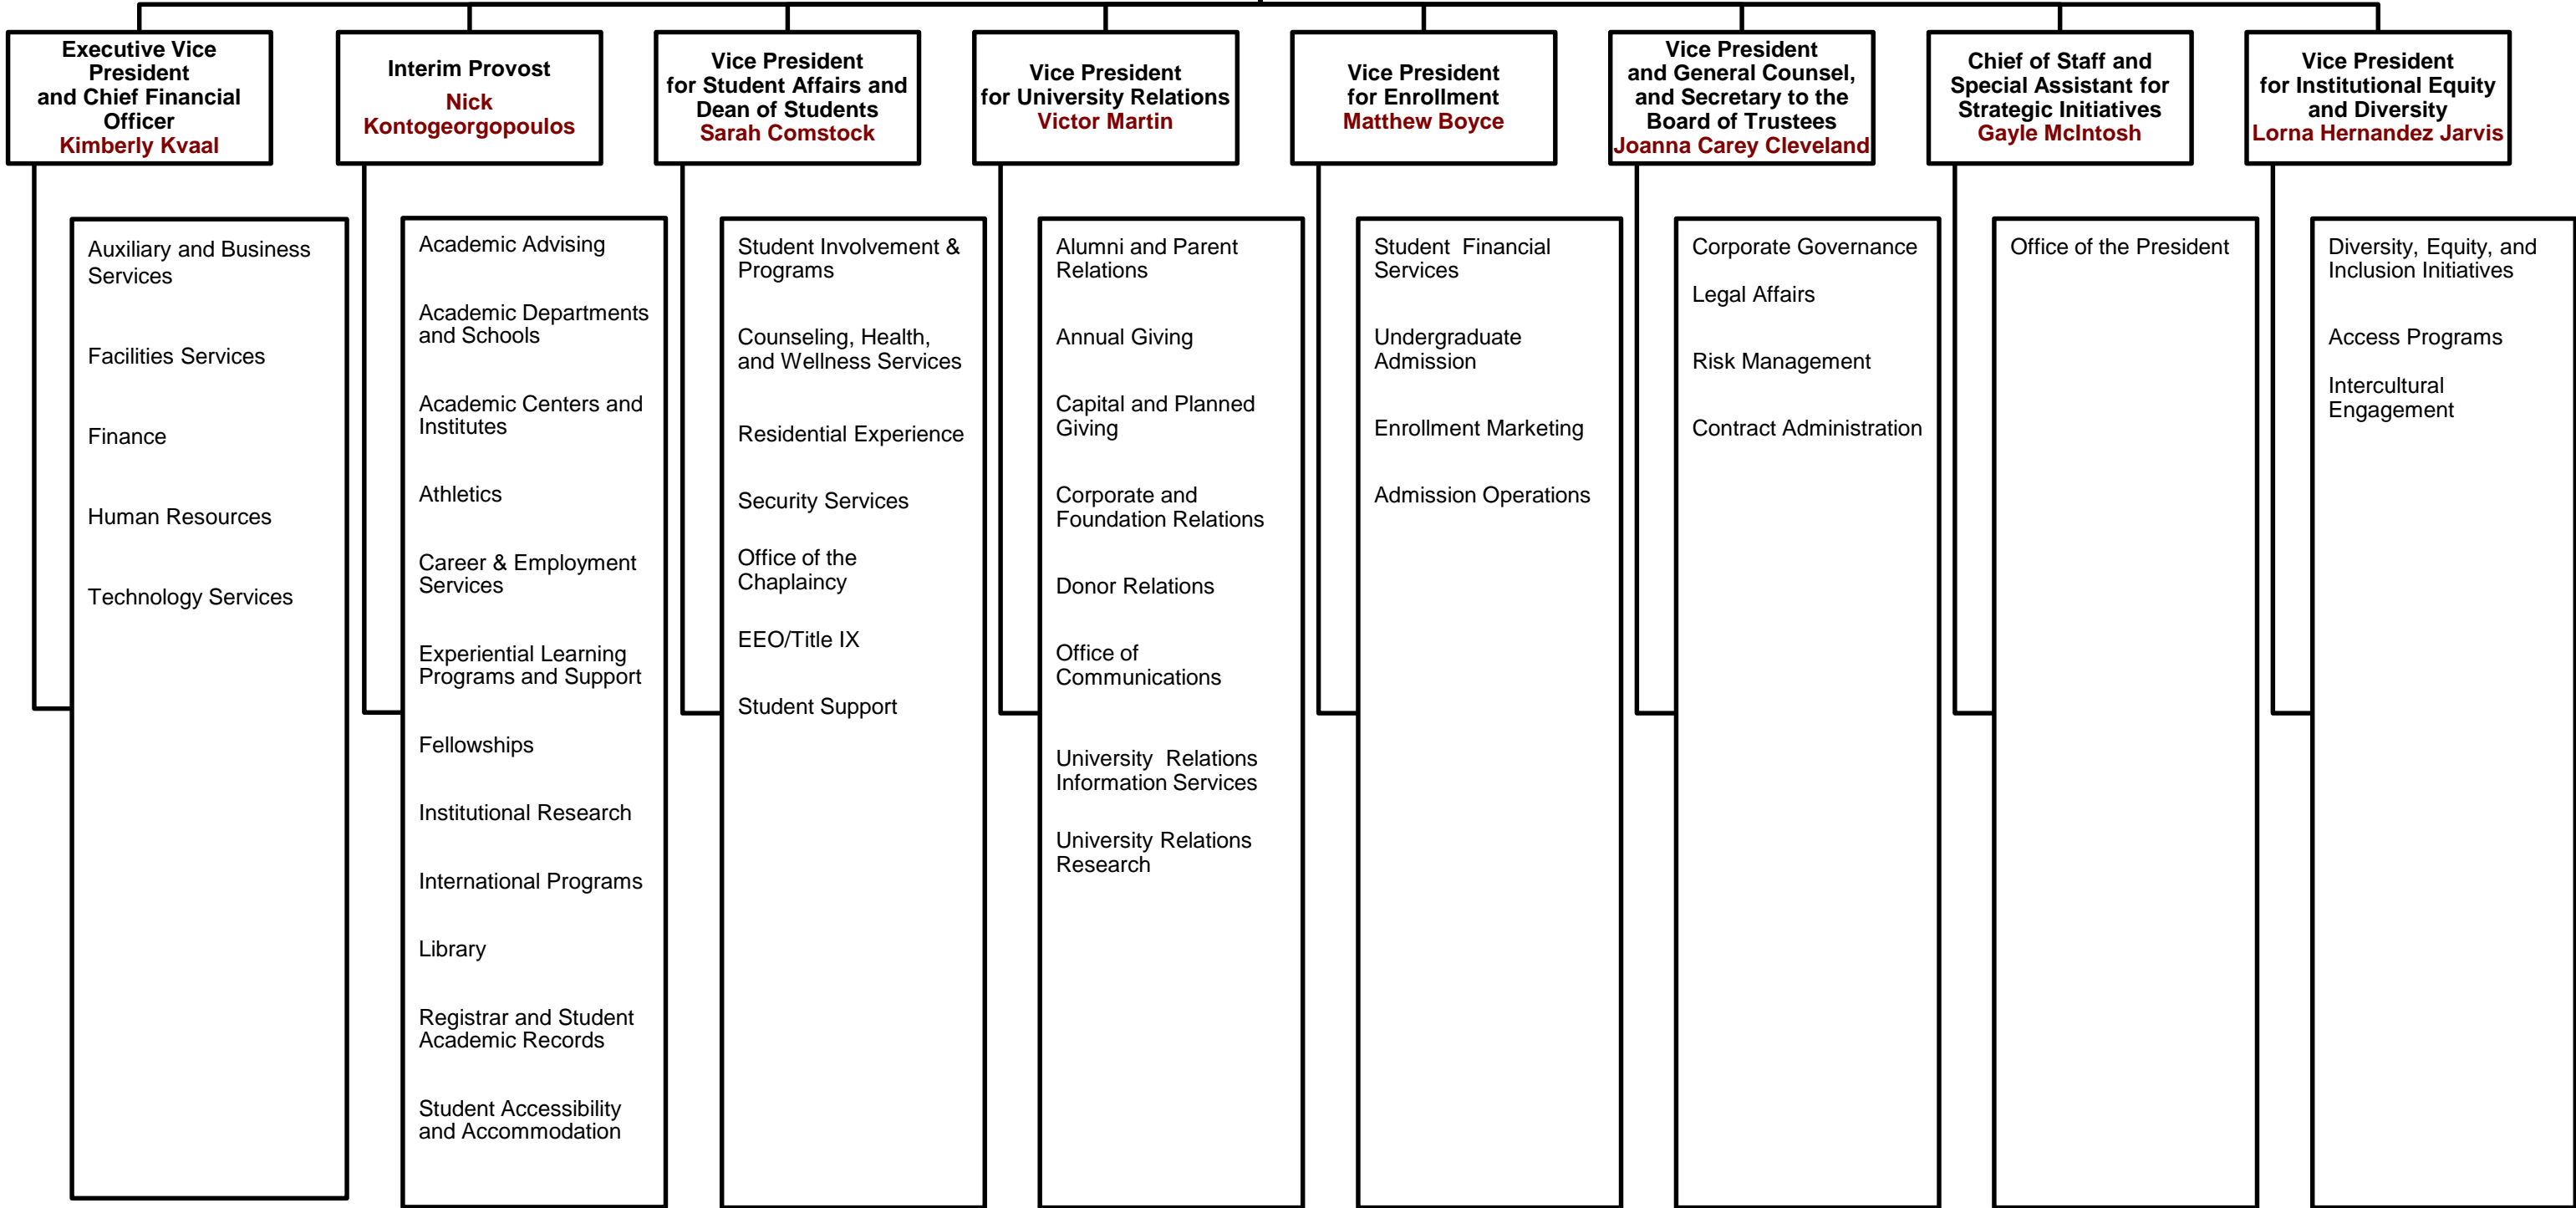 Executive Vice
President
and Chief Financial
Officer
Kimberly Kvaal
Interim Provost
Nick
Kontogeorgopoulos
Vice President
for Student Affairs and
Dean of Students
Sarah Comstock
Vice President
for University Relations
Victor Martin
Vice President
for Enrollment
Matthew Boyce
Vice President
and General Counsel,
and Secretary to the
Board of Trustees
Joanna Carey Cleveland
Chief of Staff and
Special Assistant for
Strategic Initiatives
Gayle McIntosh
Vice President
for Institutional Equity
and Diversity
Lorna Hernandez Jarvis
Auxiliary and Business
Services
Facilities Services
Finance
Human Resources
Technology Services
Academic Advising
Academic Departments
and Schools
Academic Centers and
Institutes
Athletics
Career & Employment
Services
Experiential Learning
Programs and Support
Fellowships
Institutional Research
International Programs
Library
Registrar and Student
Academic Records
Student Accessibility
and Accommodation
Student Involvement &
Programs
Counseling, Health,
and Wellness Services
Residential Experience
Security Services
Office of the
Chaplaincy
EEO/Title IX
Student Support
Alumni and Parent
Relations
Annual Giving
Capital and Planned
Giving
Corporate and
Foundation Relations
Donor Relations
Office of
Communications
University  Relations
Information Services
University Relations
Research
Student  Financial
Services
Undergraduate
Admission
Enrollment Marketing
Admission Operations
Corporate Governance
Legal Affairs
Risk Management
Contract Administration
Office of the President
Diversity, Equity, and
Inclusion Initiatives
Access Programs
Intercultural
Engagement